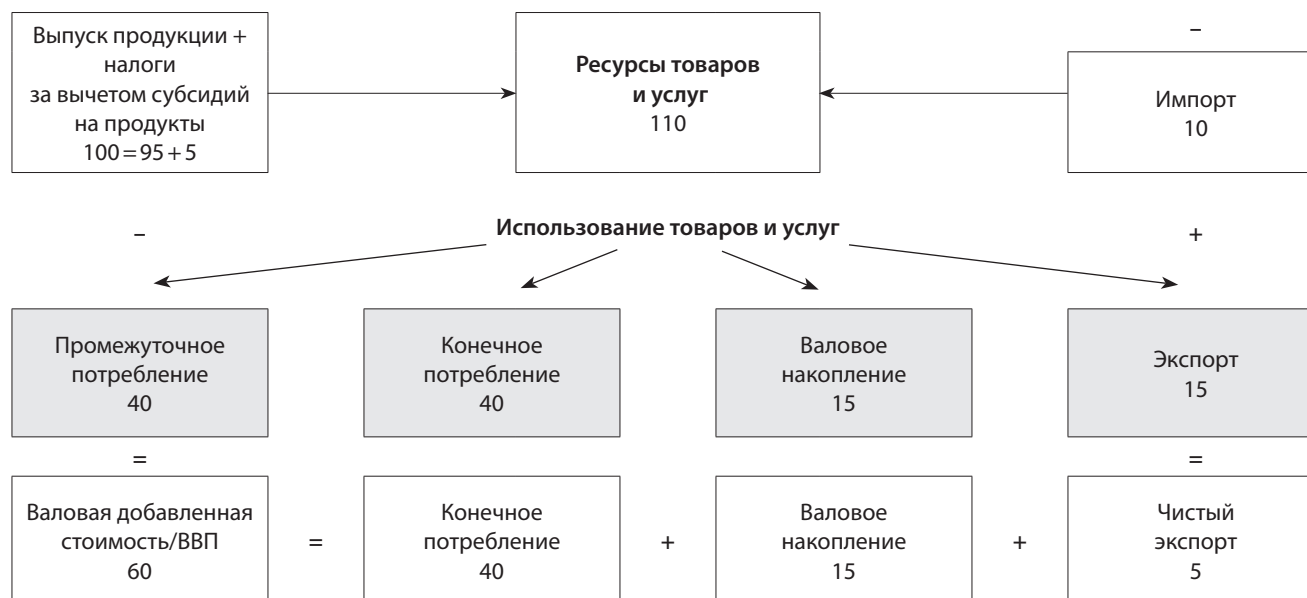 Выпуск продукции +
налоги
за вычетом субсидий
на продукты
100 = 95 + 5
Ресурсы товаров
и услуг
110
–
Импорт
10
–
Использование товаров и услуг
+
Промежуточное
потребление
40
Конечное
потребление
40
Валовое
накопление
15
Экспорт
15
=
=
Валовая добавленная
стоимость/ВВП
60
=
Конечное
потребление
40
+
Валовое
накопление
15
+
Чистый
экспорт
5